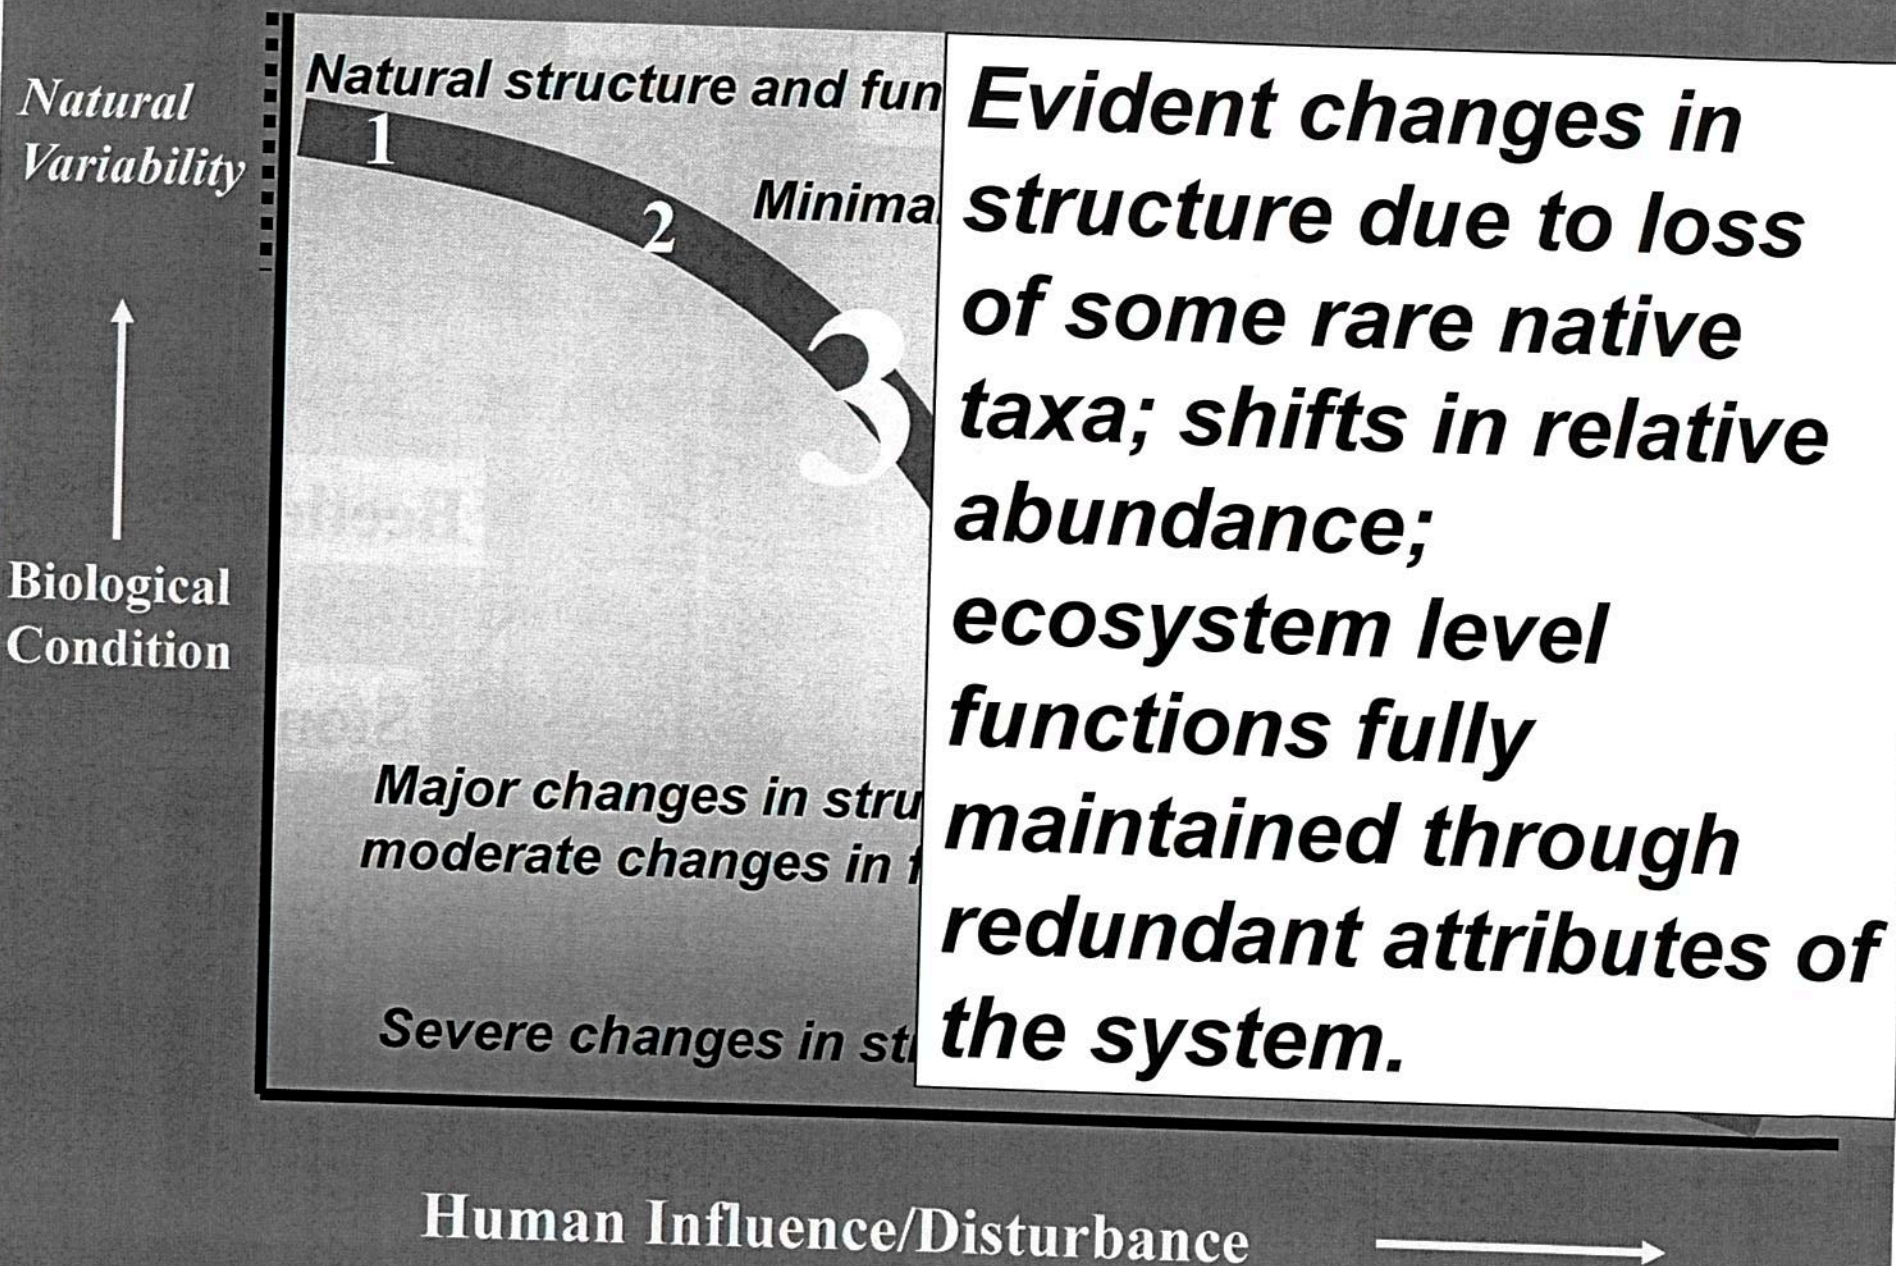 Natural
Variability
Biological
Condition
Natural structure and fun
1
2
3
Minimal
Major changes in stru
moderate changes in f
Severe changes in st
Evident changes in
structure due to loss
of some rare native
taxa; shifts in relative
abundance;
ecosystem level
functions fully
maintained through
redundant attributes of
the system.
Human Influence/Disturbance